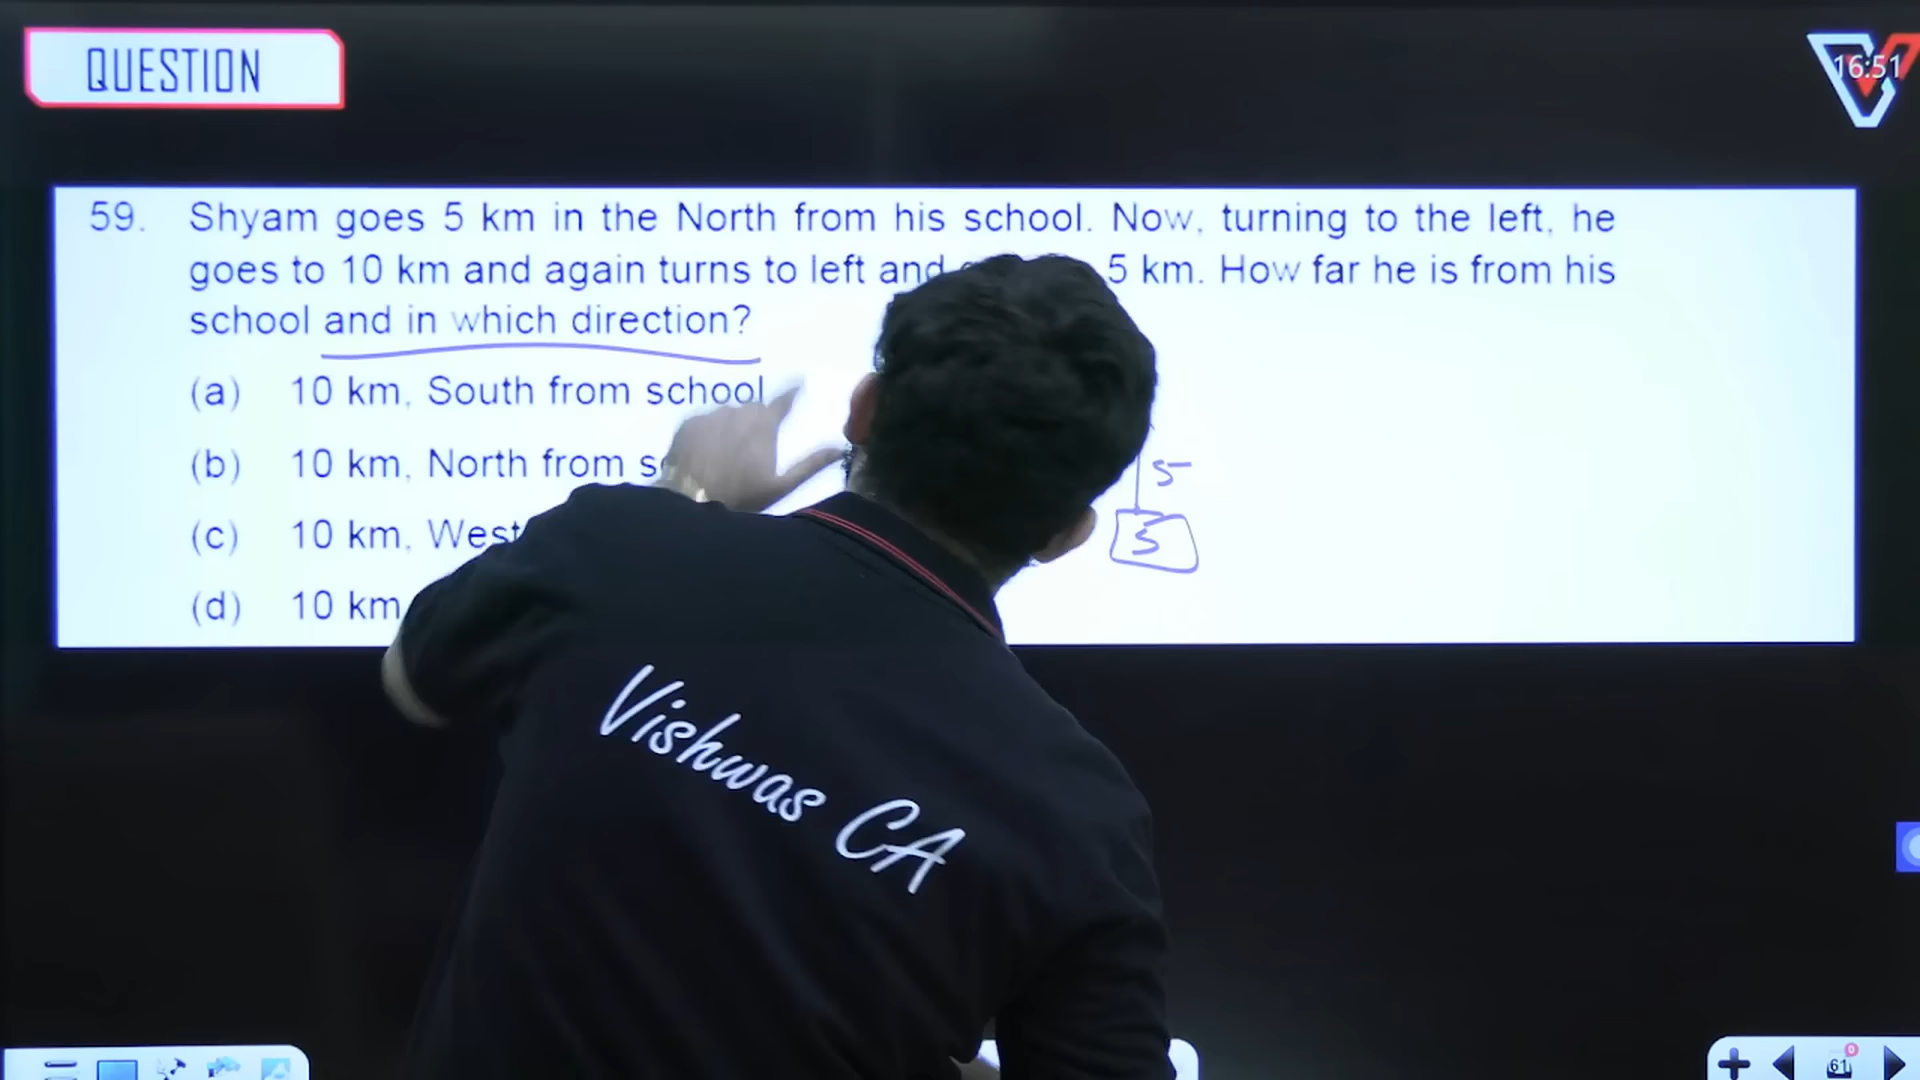 QUESTION
16:51
59. Shyam goes 5 km in the North from his school. Now, turning to the left, he
goes to 10 km and again turns to left and 5 km. How far he is from his
school and in which direction?
(a) 10 km, South from school
(b) 10 km, North from
(c) 10 km, West
(d) 10 km
5
5
Vishwas CA
61
0